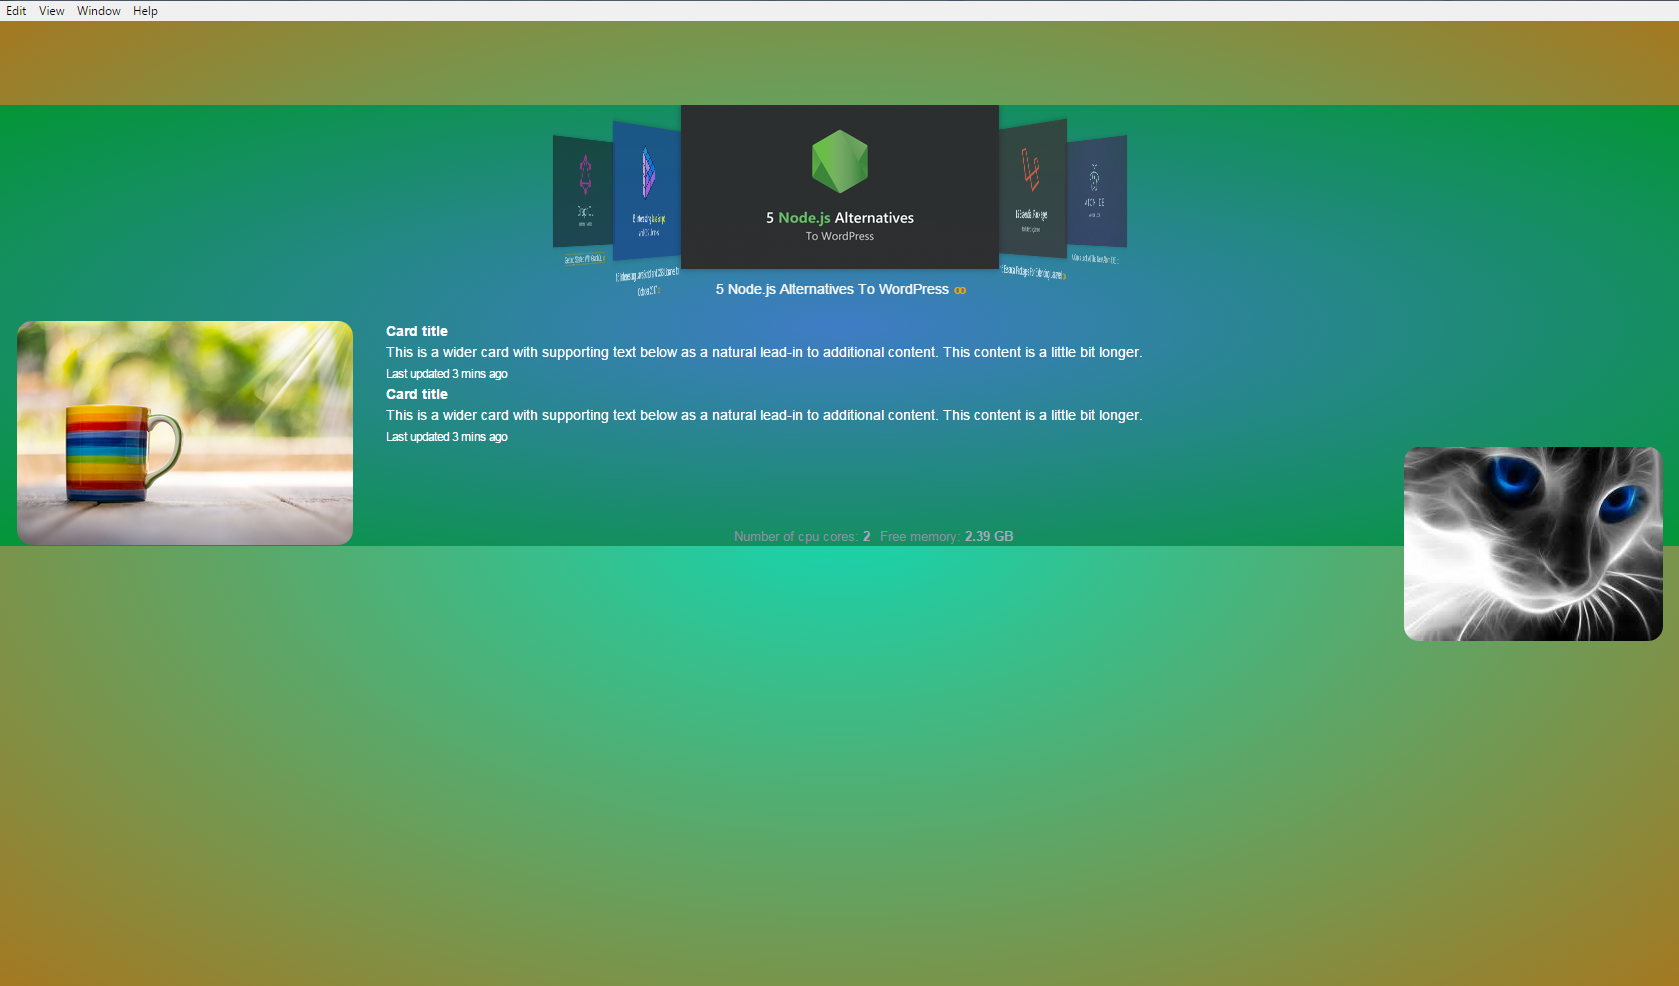 Edit View Window Help
5 Node.js Alternatives
To WordPress
5 Node.js Alternatives To WordPress
Card title
This is a wider card with supporting text below as a natural lead-in to additional content. This content is a little bit longer.
Last updated 3 mins ago
Card title
This is a wider card with supporting text below as a natural lead-in to additional content. This content is a little bit longer.
Last updated 3 mins ago
Number of cpu cores: 2 Free memory: 2.39 GB